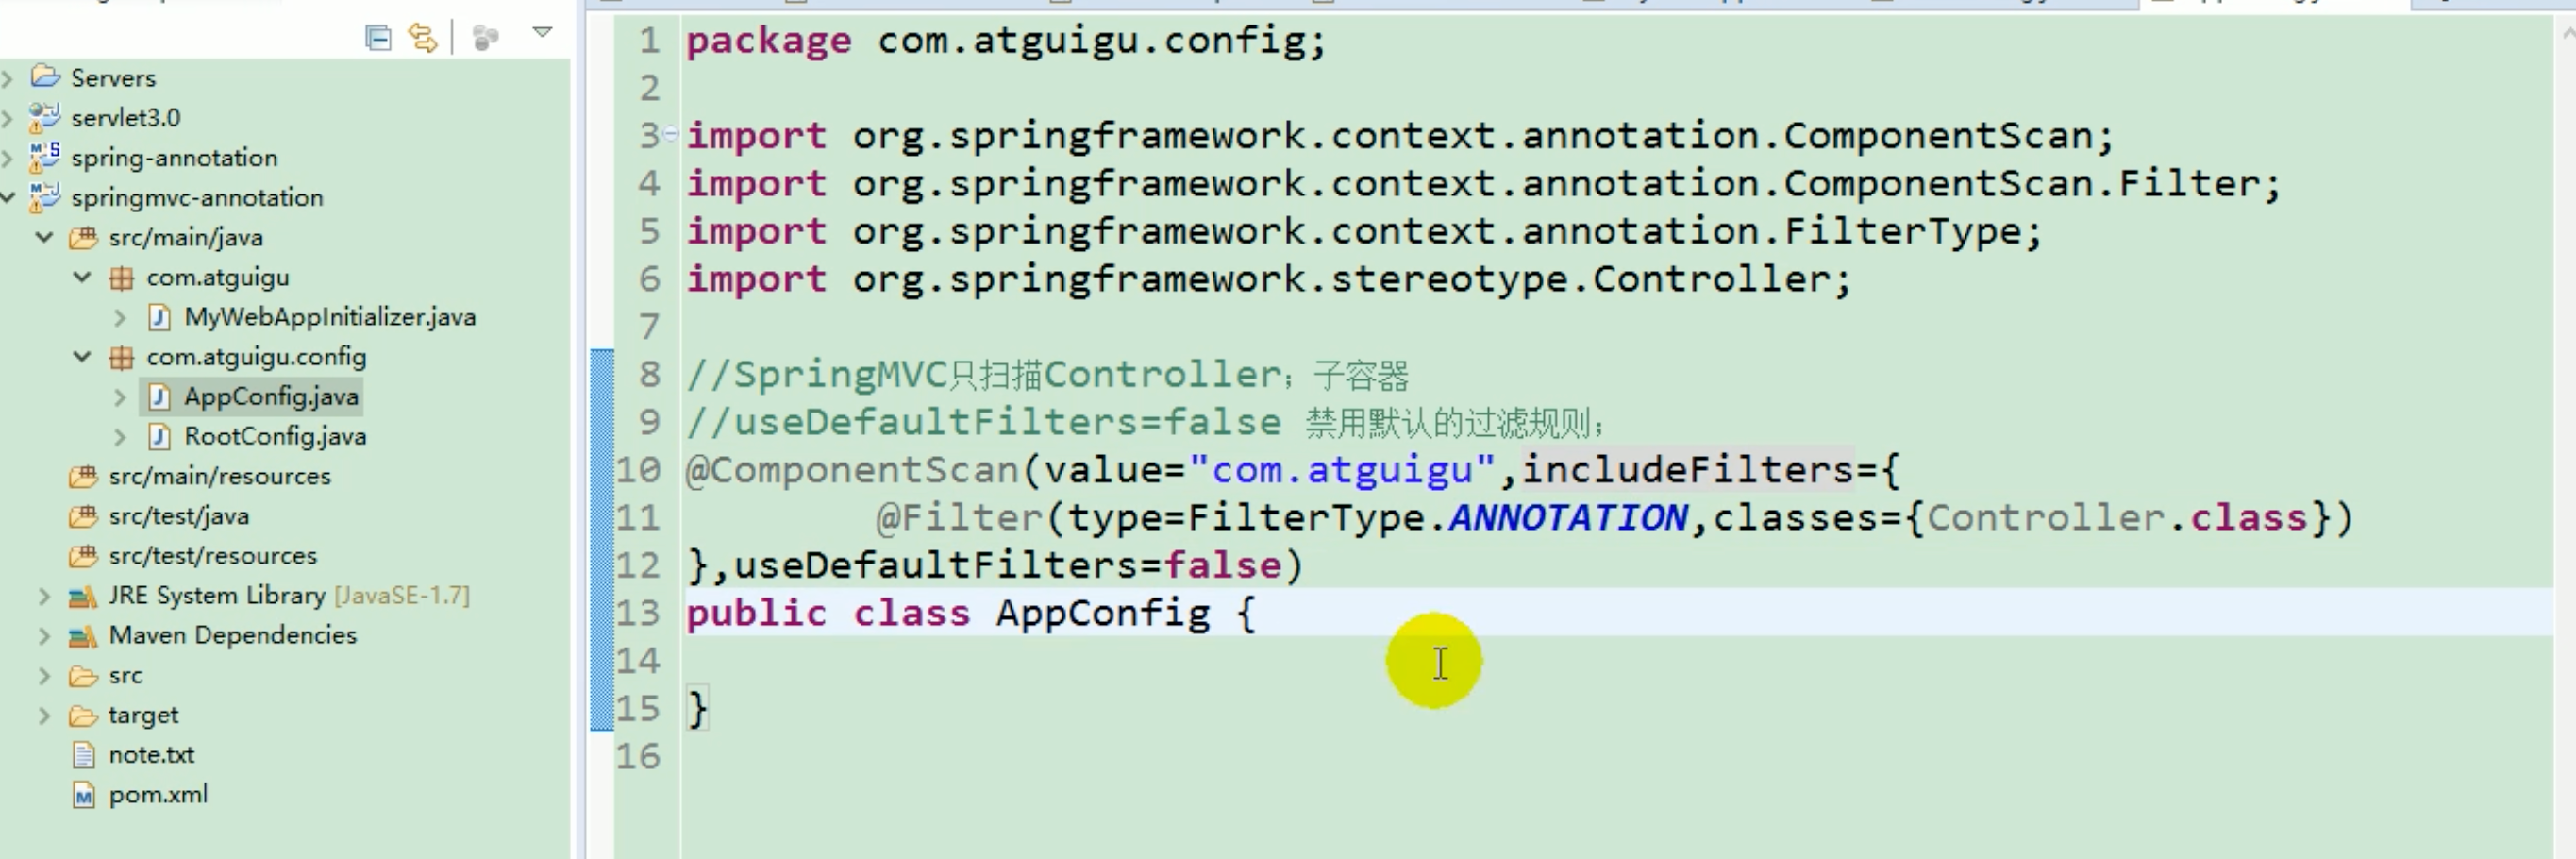 Servers
servlet3.0
spring-annotation
springmvc-annotation
src/main/java
com.atguigu
MyWebAppInitializer.java
com.atguigu.config
AppConfig.java
RootConfig.java
src/main/resources
src/test/java
src/test/resources
JRE System Library [JavaSE-1.7]
Maven Dependencies
src
target
note.txt
pom.xml
1 package com.atguigu.config;
2
3 import org.springframework.context.annotation.ComponentScan;
4 import org.springframework.context.annotation.ComponentScan.Filter;
5 import org.springframework.context.annotation.FilterType;
6 import org.springframework.stereotype.Controller;
7
8 //SpringMVC只扫描Controller；子容器
9 //useDefaultFilters=false 禁用默认的过滤规则；
10 @ComponentScan(value="com.atguigu",includeFilters={
11 @Filter(type=FilterType.ANNOTATION,classes={Controller.class})
12 },useDefaultFilters=false)
13 public class AppConfig {
14
15 }
16